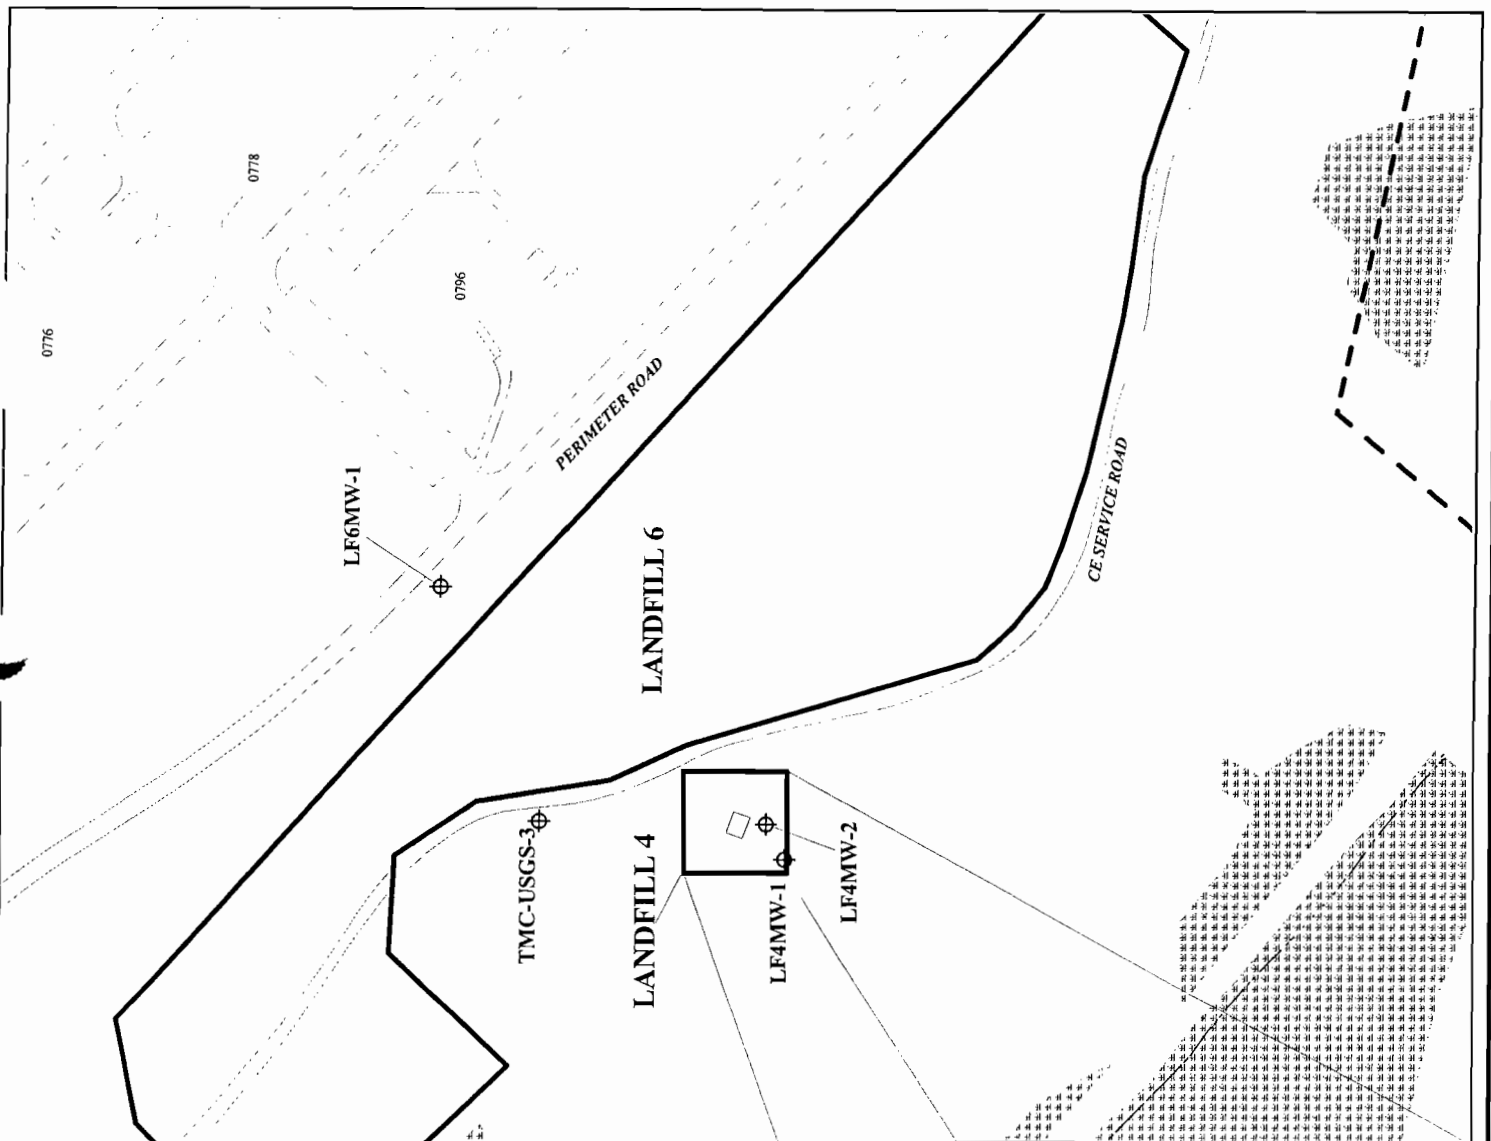 0776
0778
0796
PERIMETER ROAD
LF6MW-1
LANDFILL 6
CE SERVICE ROAD
TMC-USGS-3
LANDFILL 4
LF4MW-1
LF4MW-2